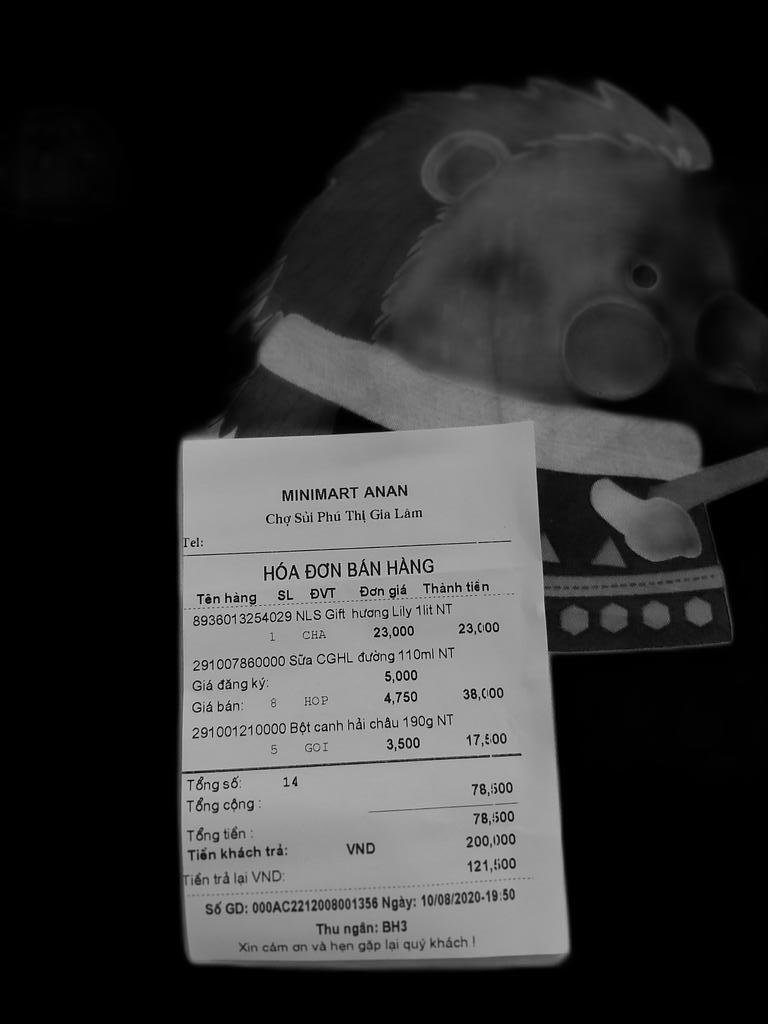 MINIMART ANAN
Chợ Sủi Phú Thị Gia Lâm
Tel:
HÓA ĐƠN BÁN HÀNG
Tên hàng SL ĐVT Đơn giá Thành tiền
8936013254029 NLS Gift hương Lily 1lit NT
1 CHA 23,000 23,000
291007860000 Sữa CGHL đường 110ml NT
Giá đăng ký: 5,000
Giá bán: 8 HOP 4,750 38,000
291001210000 Bột canh hải châu 190g NT
5 GOI 3,500 17,500
Tổng số: 14
Tổng cộng : 78,500
Tổng tiền : 78,500
Tiền khách trả: VND 200,000
Tiền trả lại VND: 121,500
Số GD: 000AC2212008001356 Ngày: 10/08/2020-19:50
Thu ngân: BH3
Xin cảm ơn và hẹn gặp lại quý khách !